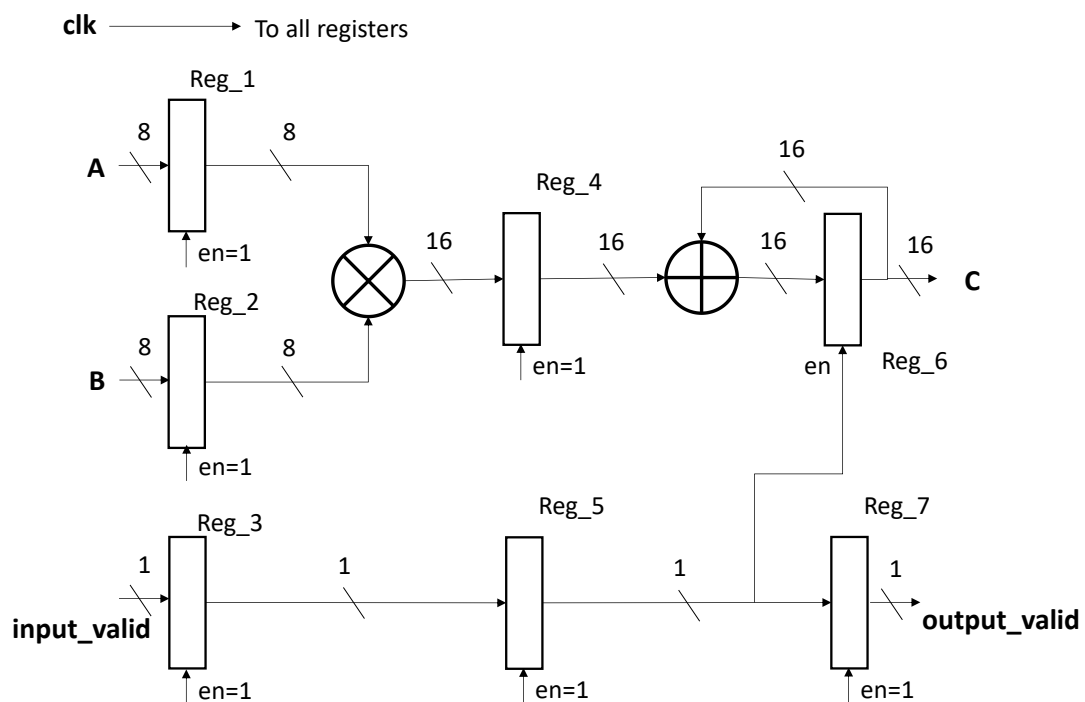 clk To all registers
Reg_1
8
8
A
en=1
16
Reg_4
16
16
16
16
C
Reg_2
8
8
B
en=1
en=1
en
Reg_6
Reg_3
Reg_5
Reg_7
1
1
1
1
input_valid
output_valid
en=1
en=1
en=1